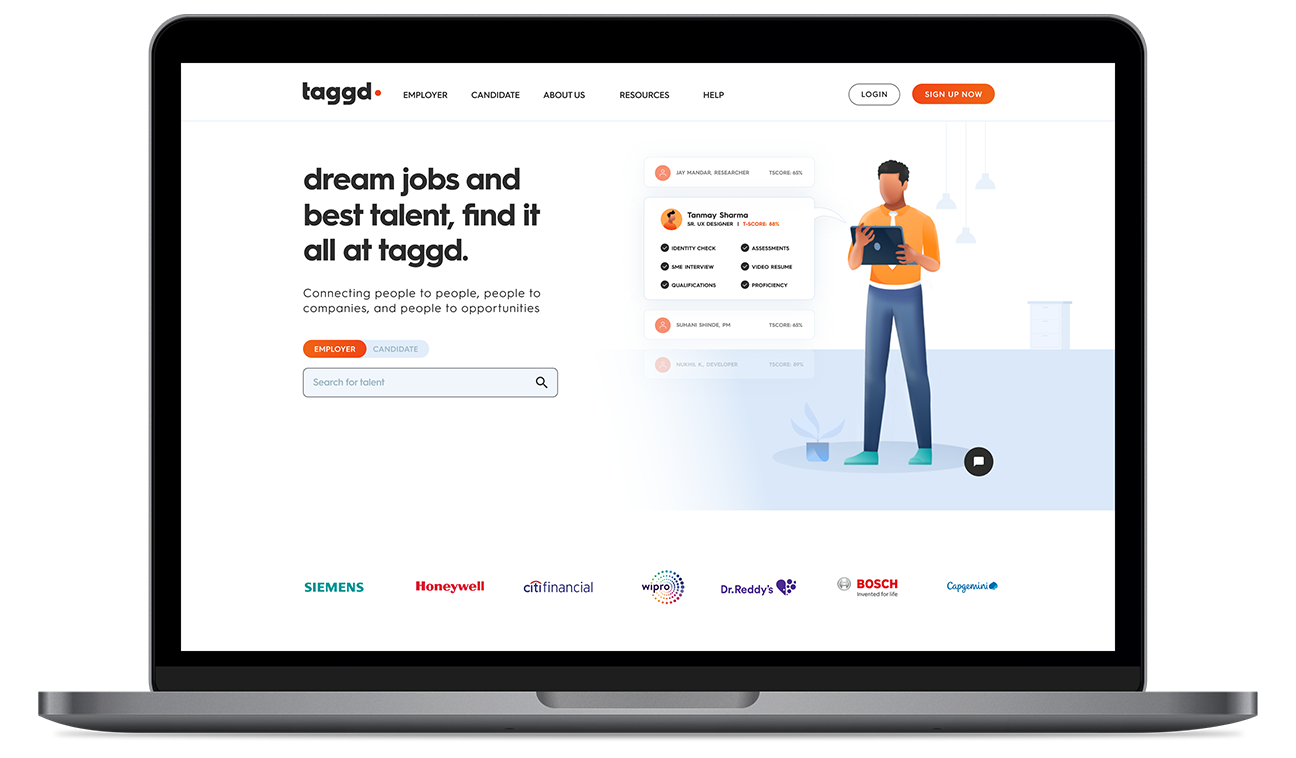 taggd
EMPLOYER
CANDIDATE
ABOUT US
RESOURCES
HELP
LOGIN
SIGN UP NOW
dream jobs and
best talent, find it
all at taggd.
Connecting people to people, people to
companies, and people to opportunities
EMPLOYER
CANDIDATE
Search for talent
JAY MANDAR, RESEARCHER TSCORE: 65%
Tanmay Sharma
SR. UX DESIGNER | T-SCORE: 88%
IDENTITY CHECK ASSESSMENTS
SME INTERVIEW VIDEO RESUME
QUALIFICATIONS PROFICIENCY
SUHANI SHINDE, PM TSCORE: 65%
DEVELOPER TSCORE:
SIEMENS
Honeywell
citifinancial
wipro
Dr.Reddy's
BOSCH
Invented for life
Capgemini